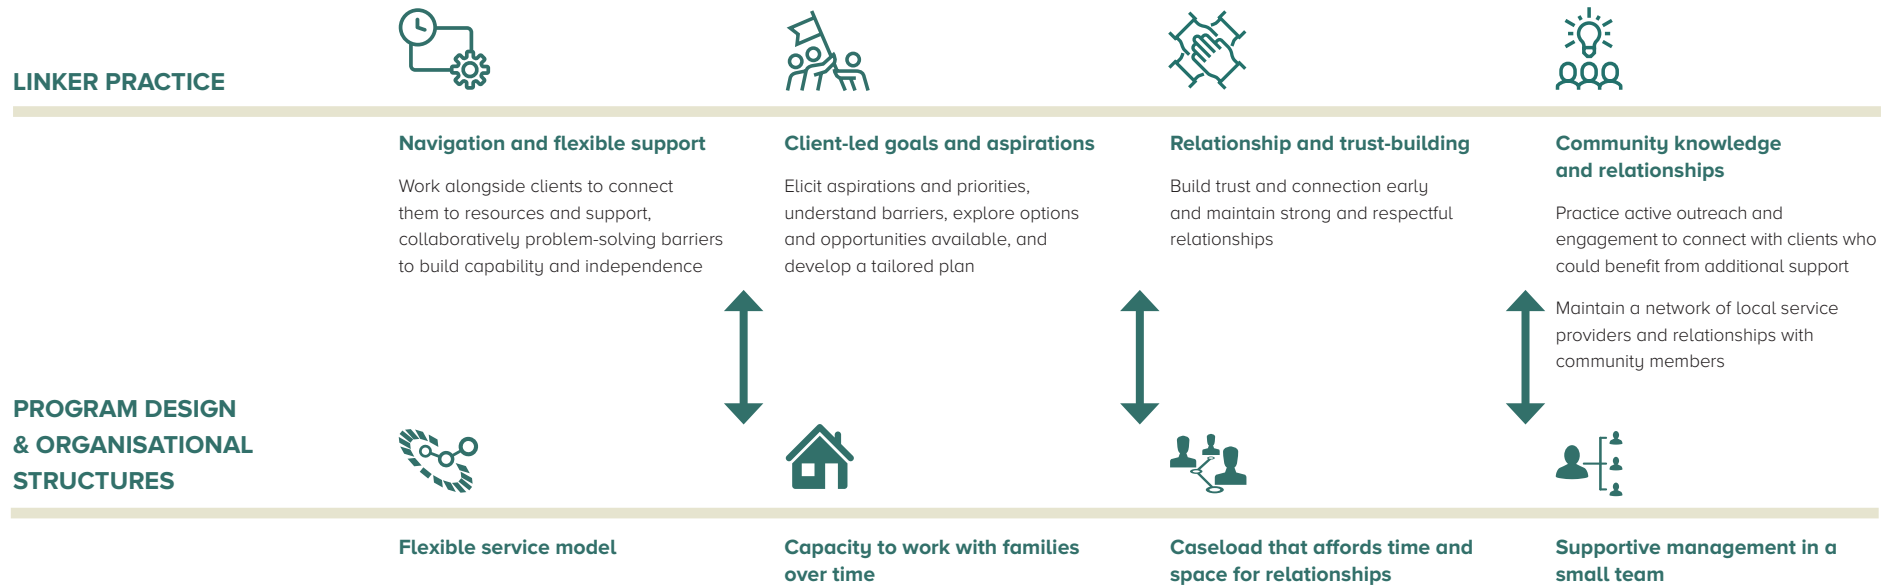 LINKER PRACTICE
Navigation and flexible support
Work alongside clients to connect
them to resources and support,
collaboratively problem-solving barriers
to build capability and independence
Client-led goals and aspirations
Elicit aspirations and priorities,
understand barriers, explore options
and opportunities available, and
develop a tailored plan
Relationship and trust-building
Build trust and connection early
and maintain strong and respectful
relationships
Community knowledge
and relationships
Practice active outreach and
engagement to connect with clients who
could benefit from additional support
Maintain a network of local service
providers and relationships with
community members
PROGRAM DESIGN
& ORGANISATIONAL
STRUCTURES
Flexible service model
Capacity to work with families
over time
Caseload that affords time and
space for relationships
Supportive management in a
small team